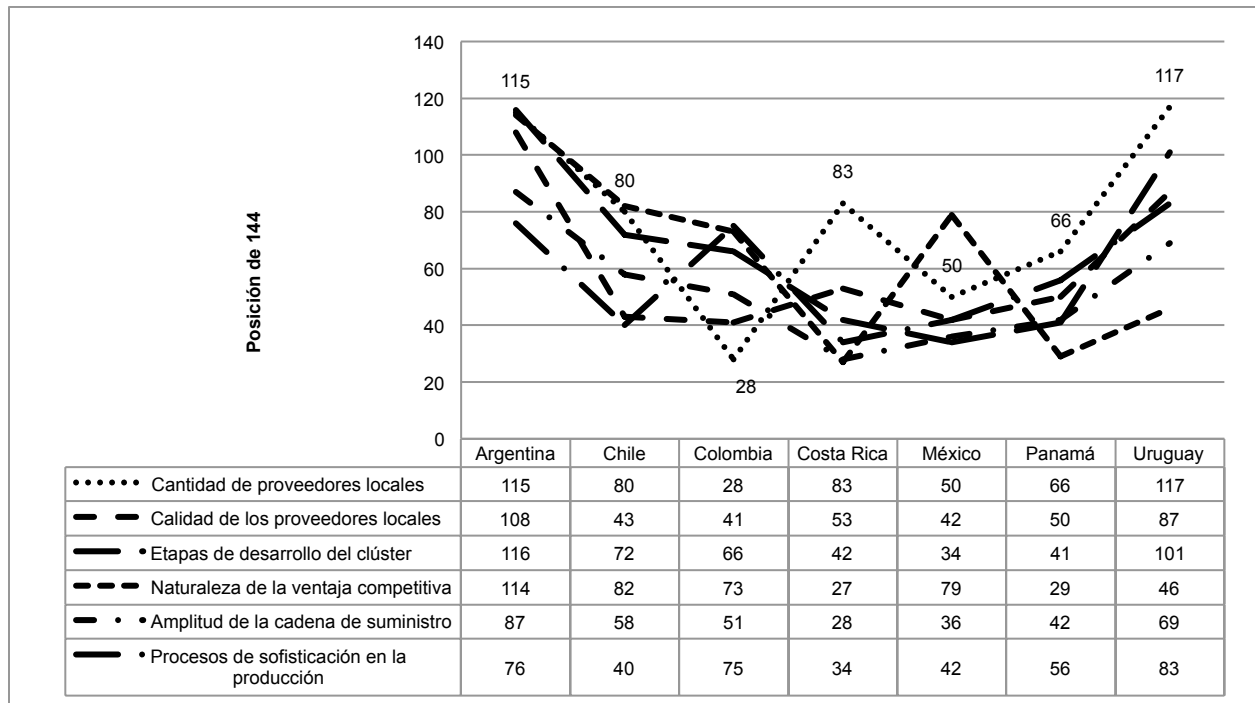 140
120
100
80
60
40
20
0
Posición de 144
115
80
28
83
50
66
117
Argentina Chile Colombia Costa Rica México Panamá Uruguay
Cantidad de proveedores locales 115 80 28 83 50 66 117
Calidad de los proveedores locales 108 43 41 53 42 50 87
Etapas de desarrollo del clúster 116 72 66 42 34 41 101
Naturaleza de la ventaja competitiva 114 82 73 27 79 29 46
Amplitud de la cadena de suministro 87 58 51 28 36 42 69
Procesos de sofisticación en la
producción 76 40 75 34 42 56 83